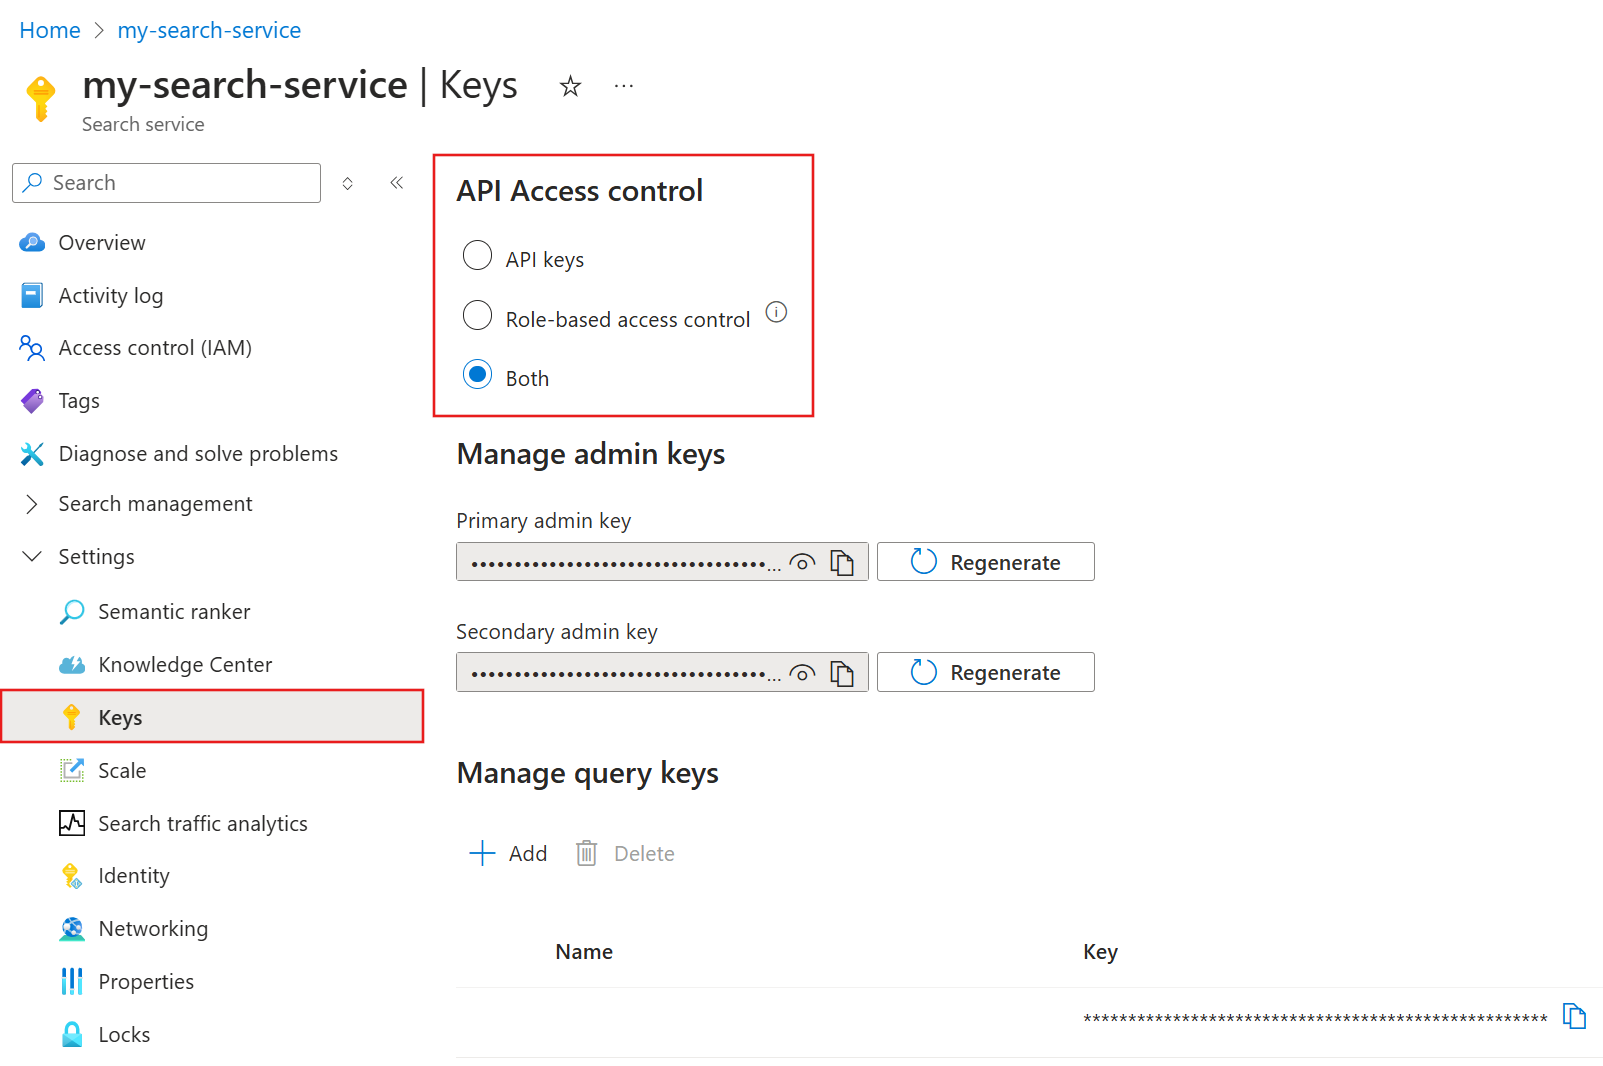 Home > my-search-service
my-search-service | Keys
Search service
Search
Overview
Activity log
Access control (IAM)
Tags
Diagnose and solve problems
Search management
Settings
Semantic ranker
Knowledge Center
Keys
Scale
Search traffic analytics
Identity
Networking
Properties
Locks
API Access control
API keys
Role-based access control
Both
Manage admin keys
Primary admin key
•••••••••••••••••••••••••••••••••• ... Regenerate
Secondary admin key
•••••••••••••••••••••••••••••••••• ... Regenerate
Manage query keys
Add Delete
Name Key
****************************************************